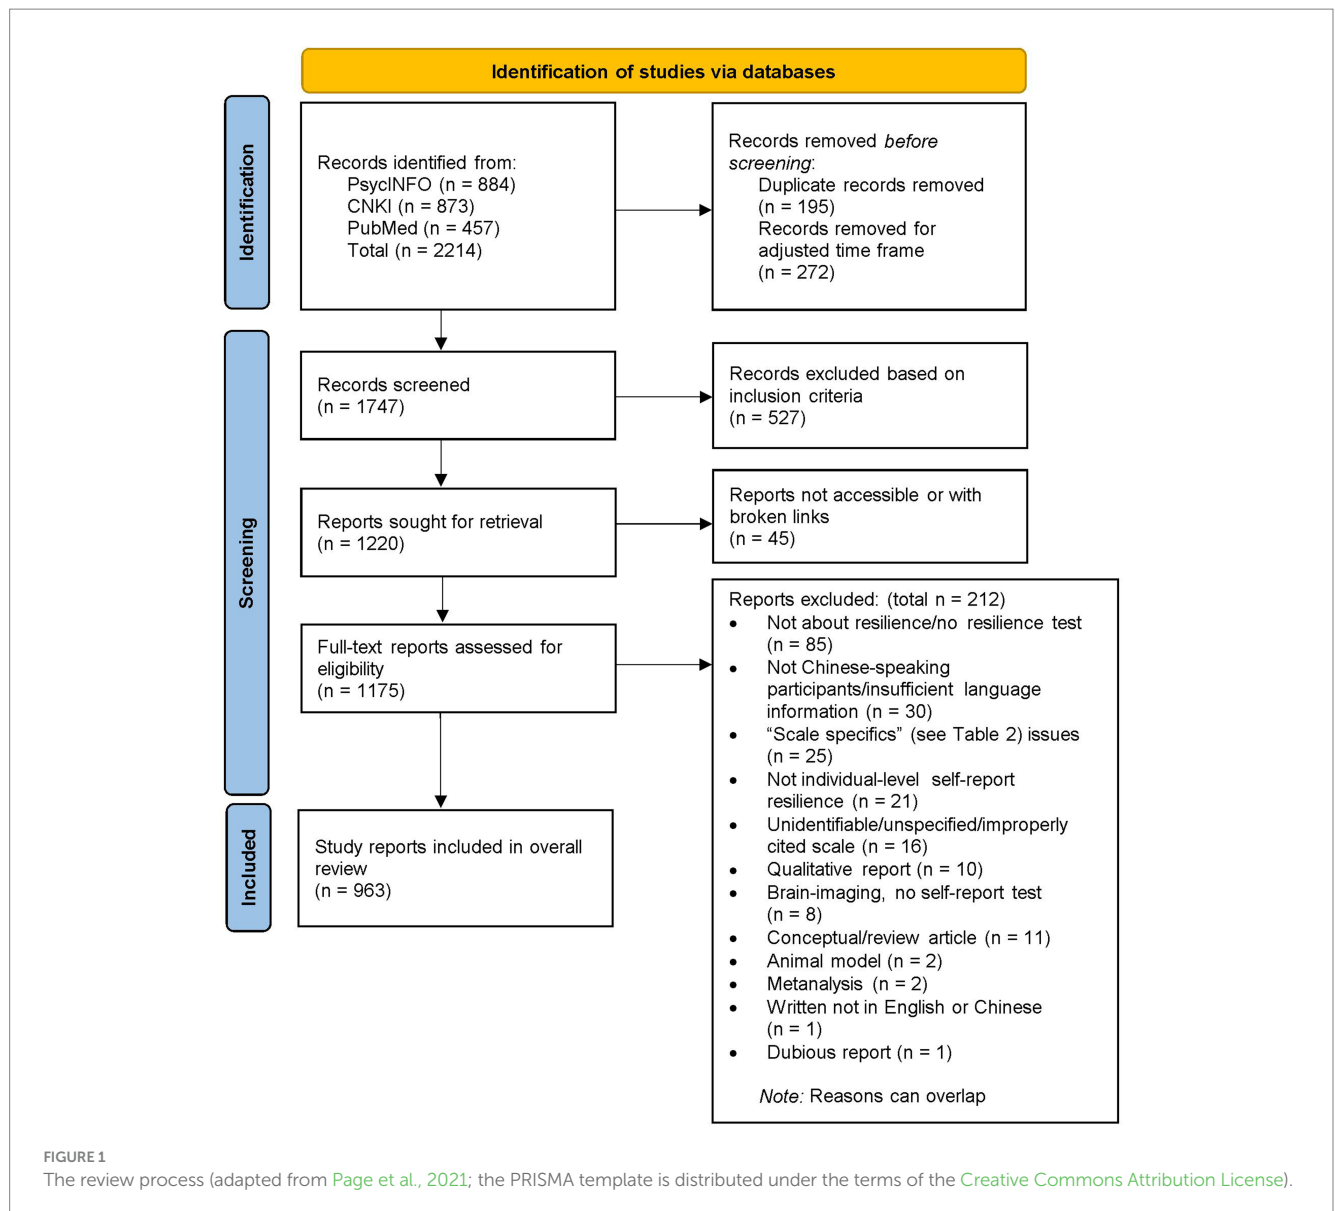 Identification of studies via databases
Identification
Records identified from:
PsycINFO (n = 884)
CNKI (n = 873)
PubMed (n = 457)
Total (n = 2214)
Records removed before
screening:
Duplicate records removed
(n = 195)
Records removed for
adjusted time frame
(n = 272)
Screening
Records screened
(n = 1747)
Records excluded based on
inclusion criteria
(n = 527)
Reports sought for retrieval
(n = 1220)
Reports not accessible or with
broken links
(n = 45)
Full-text reports assessed for
eligibility
(n = 1175)
Reports excluded: (total n = 212)
• Not about resilience/no resilience test
(n = 85)
• Not Chinese-speaking
participants/insufficient language
information (n = 30)
• “Scale specifics” (see Table 2) issues
(n = 25)
• Not individual-level self-report
resilience (n = 21)
• Unidentifiable/unspecified/improperly
cited scale (n = 16)
• Qualitative report (n = 10)
• Brain-imaging, no self-report test
(n = 8)
• Conceptual/review article (n = 11)
• Animal model (n = 2)
• Metanalysis (n = 2)
• Written not in English or Chinese
(n = 1)
• Dubious report (n = 1)
Note: Reasons can overlap
Included
Study reports included in overall
review
(n = 963)
FIGURE 1
The review process (adapted from Page et al., 2021; the PRISMA template is distributed under the terms of the Creative Commons Attribution License).